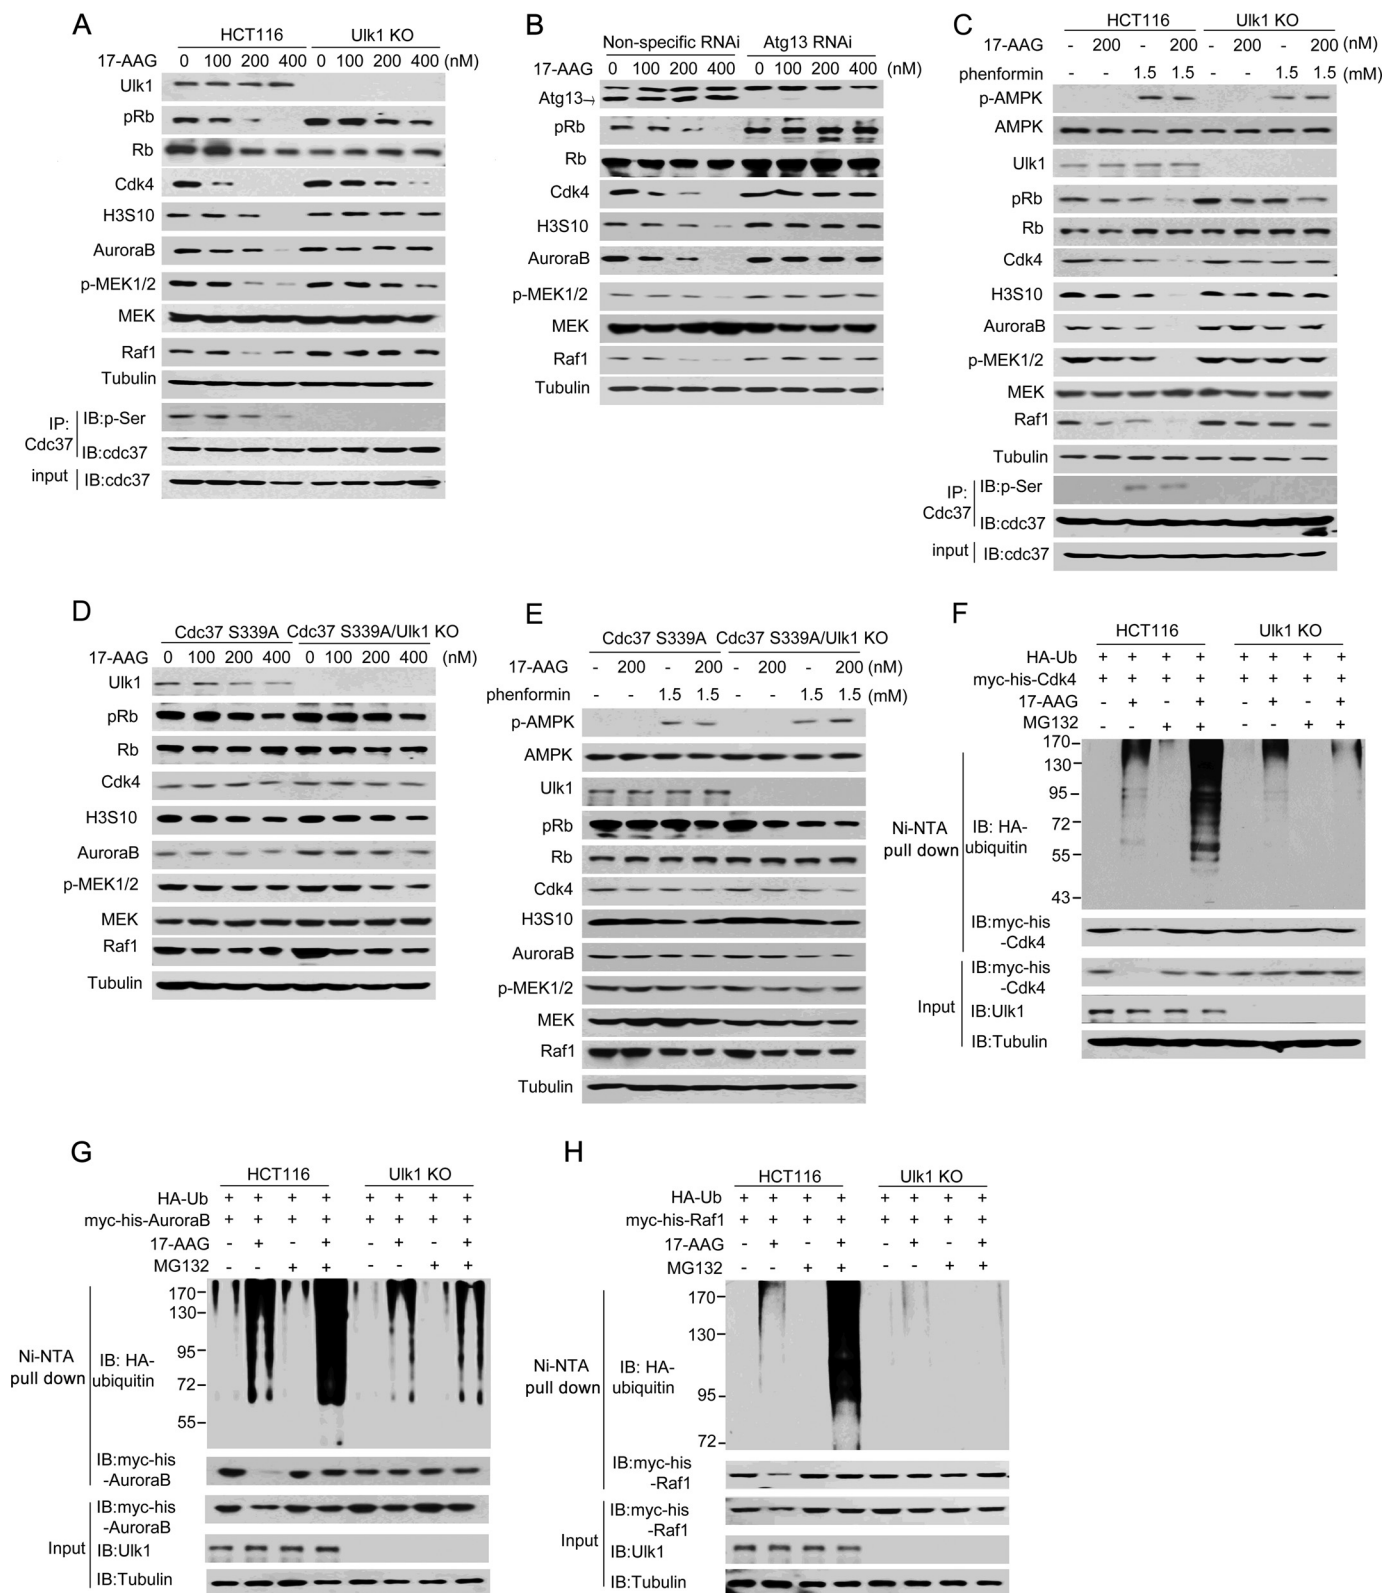 A
HCT116 Ulk1 KO
17-AAG 0 100 200 400 0 100 200 400 (nM)
Ulk1
pRb
Rb
Cdk4
H3S10
AuroraB
p-MEK1/2
MEK
Raf1
Tubulin
IP: Cdc37
IB:p-Ser
IB:cdc37
input IB:cdc37
B
Non-specific RNAi Atg13 RNAi
17-AAG 0 100 200 400 0 100 200 400 (nM)
Atg13→
pRb
Rb
Cdk4
H3S10
AuroraB
p-MEK1/2
MEK
Raf1
Tubulin
C
HCT116 Ulk1 KO
17-AAG - 200 - 200 - 200 - 200 (nM)
phenformin - - 1.5 1.5 - - 1.5 1.5 (mM)
p-AMPK
AMPK
Ulk1
pRb
Rb
Cdk4
H3S10
AuroraB
p-MEK1/2
MEK
Raf1
Tubulin
IP: Cdc37
IB:p-Ser
IB:cdc37
input IB:cdc37
D
Cdc37 S339A Cdc37 S339A/Ulk1 KO
17-AAG 0 100 200 400 0 100 200 400 (nM)
Ulk1
pRb
Rb
Cdk4
H3S10
AuroraB
p-MEK1/2
MEK
Raf1
Tubulin
E
Cdc37 S339A Cdc37 S339A/Ulk1 KO
17-AAG - 200 - 200 - 200 - 200 (nM)
phenformin - - 1.5 1.5 - - 1.5 1.5 (mM)
p-AMPK
AMPK
Ulk1
pRb
Rb
Cdk4
H3S10
AuroraB
p-MEK1/2
MEK
Raf1
Tubulin
F
HCT116 Ulk1 KO
HA-Ub + + + + + + + +
myc-his-Cdk4 + + + + + + + +
17-AAG - + - + - + - +
MG132 - - + + - - + +
170
130
95
72
55
43
Ni-NTA
pull down
IB: HA-
ubiquitin
IB:myc-his
-Cdk4
Input
IB:myc-his
-Cdk4
IB:Ulk1
IB:Tubulin
G
HCT116 Ulk1 KO
HA-Ub + + + + + + + +
myc-his-AuroraB + + + + + + + +
17-AAG - + - + - + - +
MG132 - - + + - - + +
170
130
95
72
55
Ni-NTA
pull down
IB: HA-
ubiquitin
IB:myc-his
-AuroraB
Input
IB:myc-his
-AuroraB
IB:Ulk1
IB:Tubulin
H
HCT116 Ulk1 KO
HA-Ub + + + + + + + +
myc-his-Raf1 + + + + + + + +
17-AAG - + - + - + - +
MG132 - - + + - - + +
170
130
95
72
Ni-NTA
pull down
IB: HA-
ubiquitin
IB:myc-his
-Raf1
Input
IB:myc-his
-Raf1
IB:Ulk1
IB:Tubulin